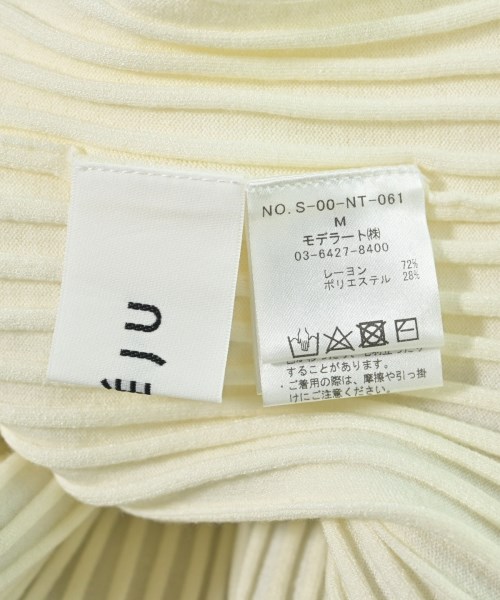 NO.S-00-NT-061
M
モデラート㈱
03-6427-8400
レーヨン 72%
ポリエステル 28%
することがあります。
・ご着用の際は、摩擦や引っ掛
けにご注意ください。